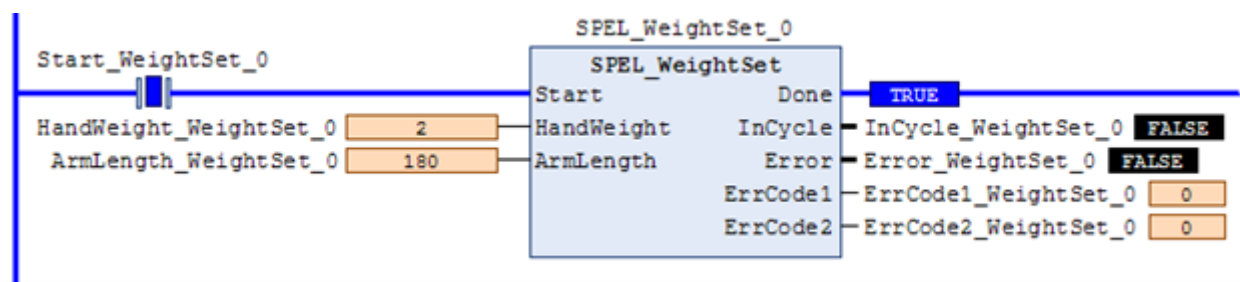 SPEL_WeightSet_0
Start_WeightSet_0
SPEL_WeightSet
Start Done TRUE
HandWeight_WeightSet_0 2 HandWeight InCycle InCycle_WeightSet_0 FALSE
ArmLength_WeightSet_0 180 ArmLength Error Error_WeightSet_0 FALSE
ErrCode1 ErrCode1_WeightSet_0 0
ErrCode2 ErrCode2_WeightSet_0 0